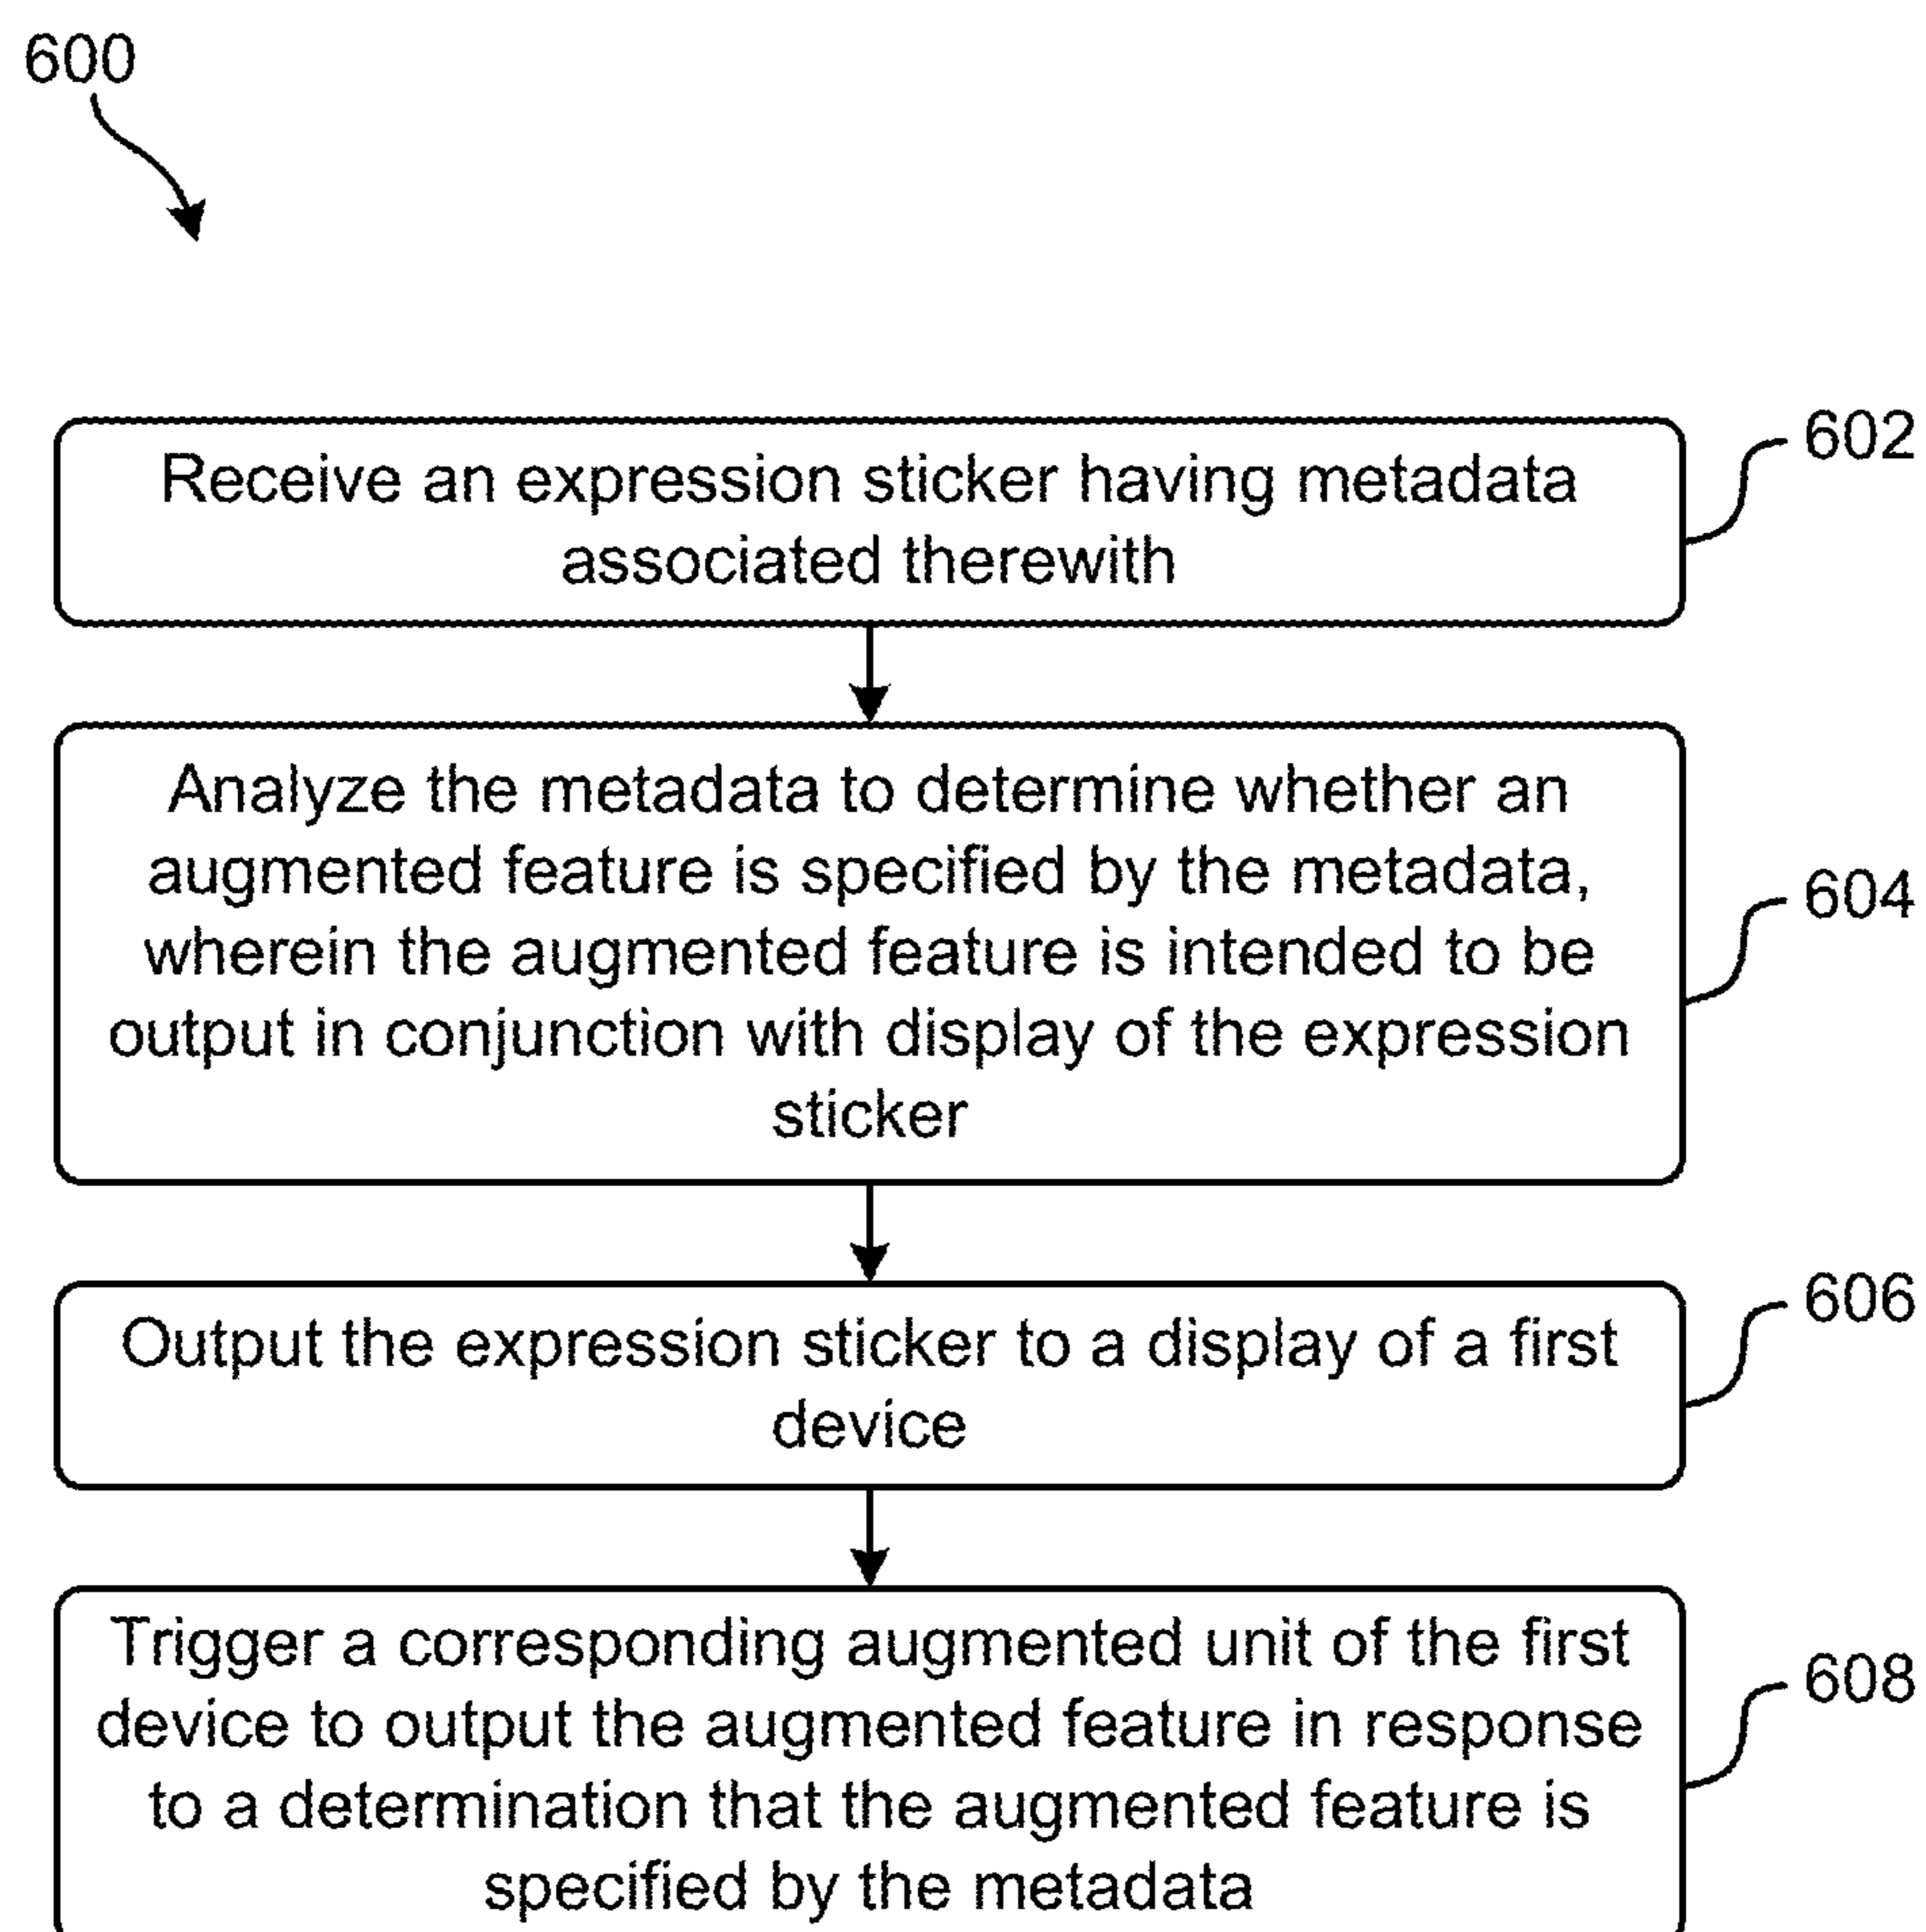 600
Receive an expression sticker having metadata
associated therewith
602
Analyze the metadata to determine whether an
augmented feature is specified by the metadata,
wherein the augmented feature is intended to be
output in conjunction with display of the expression
sticker
604
Output the expression sticker to a display of a first
device
606
Trigger a corresponding augmented unit of the first
device to output the augmented feature in response
to a determination that the augmented feature is
specified by the metadata
608